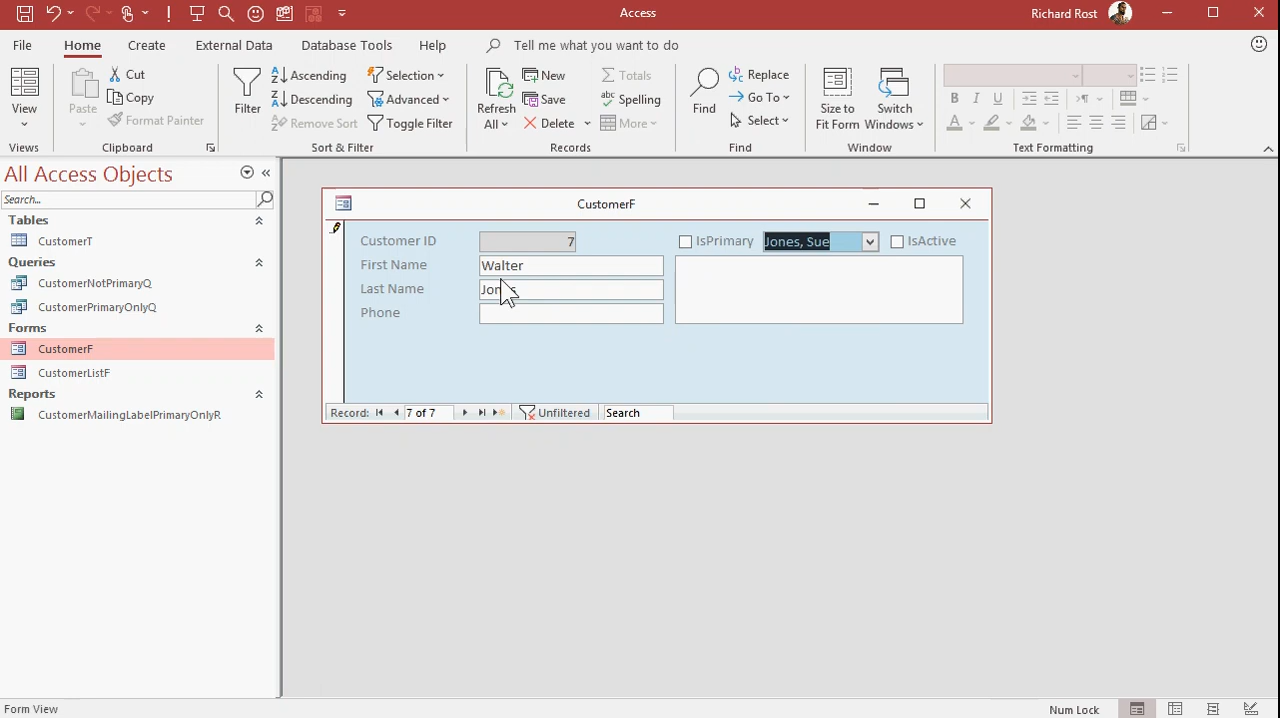 Access
Richard Rost
File Home Create External Data Database Tools Help Tell me what you want to do
View
Views
Paste
Cut
Copy
Format Painter
Clipboard
Filter
Ascending
Descending
Remove Sort
Selection
Advanced
Toggle Filter
Sort & Filter
Refresh
All
New
Save
Delete
Totals
Spelling
More
Records
Find
Replace
Go To
Select
Find
Size to
Fit Form
Switch
Windows
Window
B I U
A
Text Formatting
All Access Objects
Search...
Tables
CustomerT
Queries
CustomerNotPrimaryQ
CustomerPrimaryOnlyQ
Forms
CustomerF
CustomerListF
Reports
CustomerMailingLabelPrimaryOnlyR
CustomerF
Customer ID 7 IsPrimary Jones, Sue IsActive
First Name Walter
Last Name Jones
Phone
Record: 7 of 7 Unfiltered Search
Form View
Num Lock